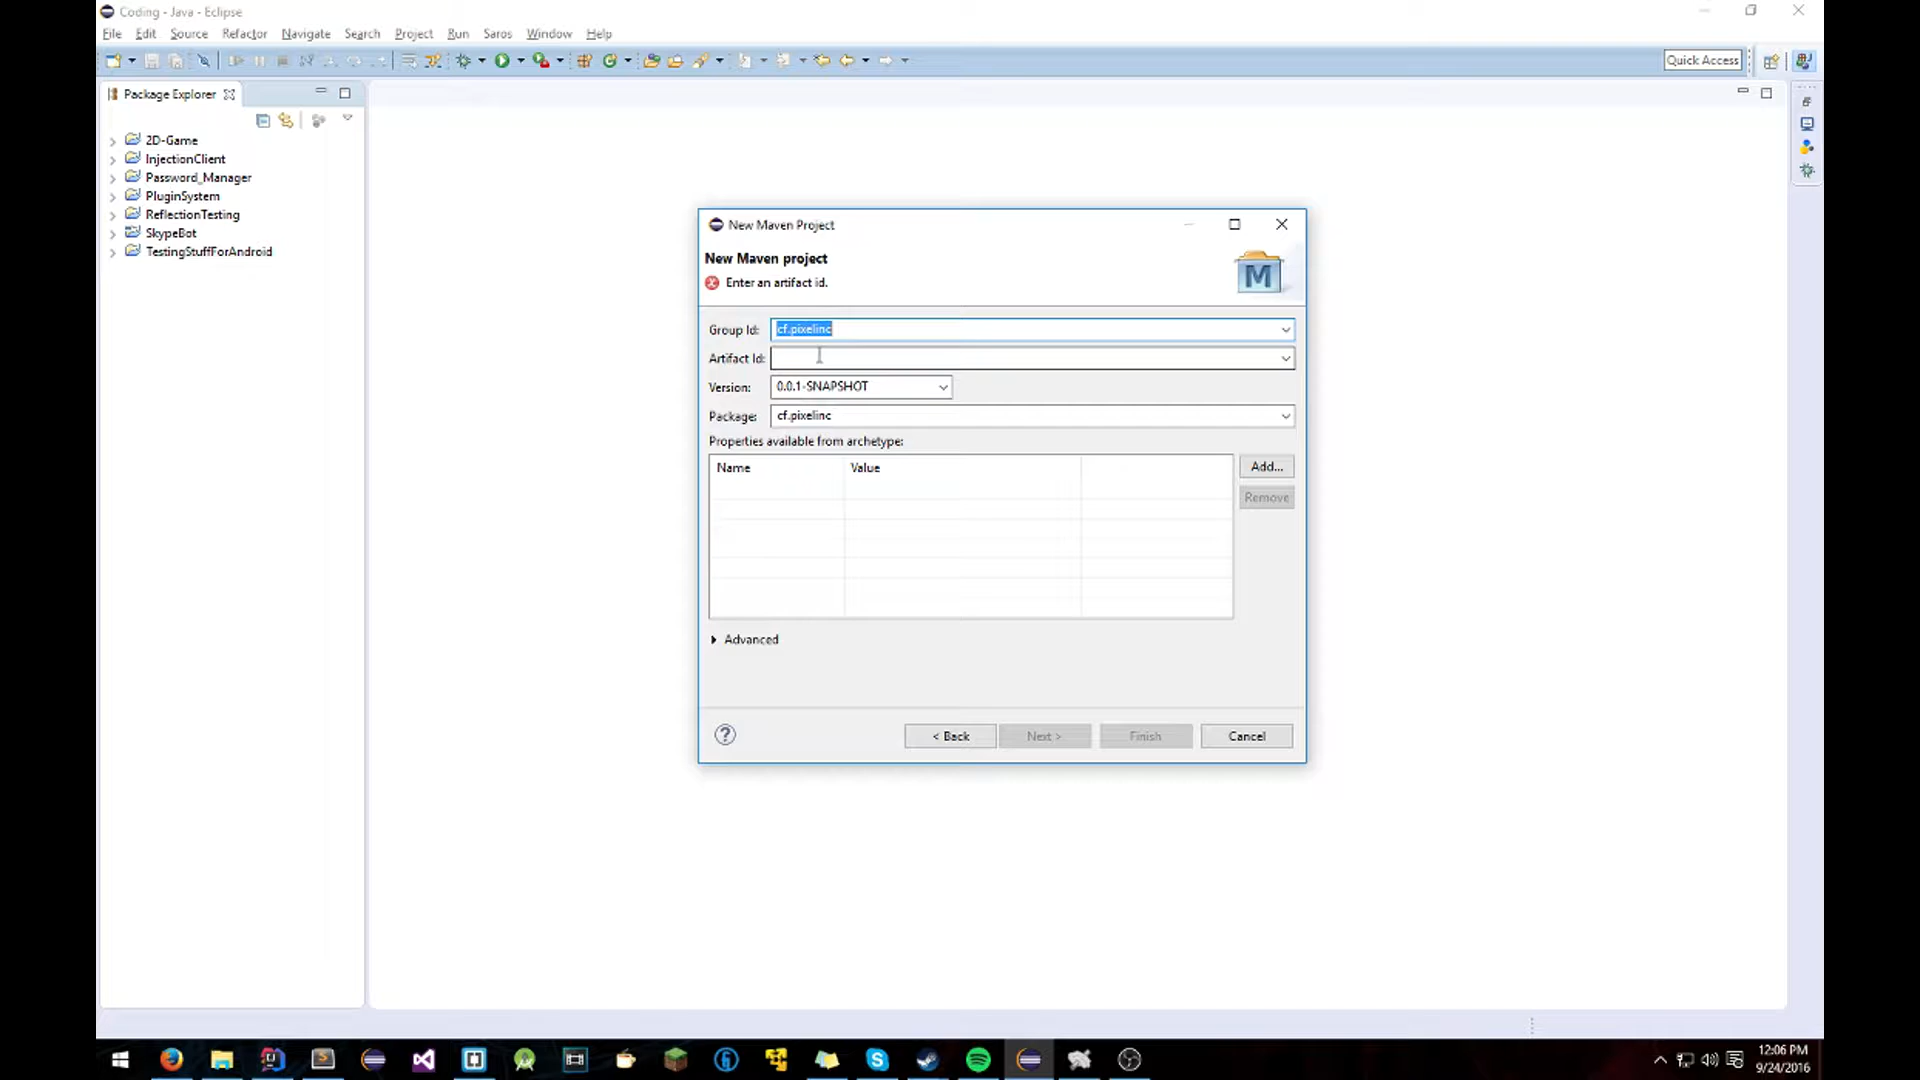 Coding - Java - Eclipse
File Edit Source Refactor Navigate Search Project Run Saros Window Help
Quick Access
Package Explorer
2D-Game
InjectionClient
Password_Manager
PluginSystem
ReflectionTesting
SkypeBot
TestingStuffForAndroid
New Maven Project
New Maven project
Enter an artifact id.
M
Group Id: cf.pixelinc
Artifact Id:
Version: 0.0.1-SNAPSHOT
Package: cf.pixelinc
Properties available from archetype:
Name Value
Add...
Remove
Advanced
? < Back Next > Finish Cancel
12:06 PM
9/24/2016